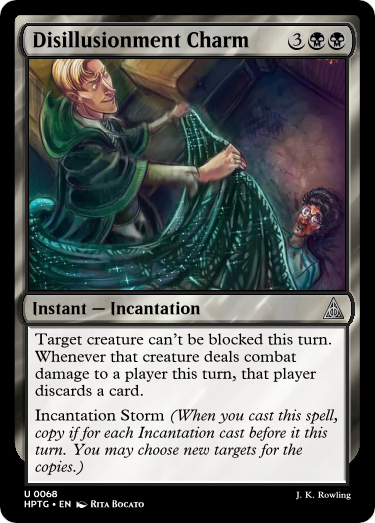 Disillusionment Charm 3
Instant — Incantation
Target creature can't be blocked this turn.
Whenever that creature deals combat
damage to a player this turn, that player
discards a card.
Incantation Storm (When you cast this spell,
copy if for each Incantation cast before it this
turn. You may choose new targets for the
copies.)
U 0068
J. K. Rowling
HPTG • EN Rita Bocato